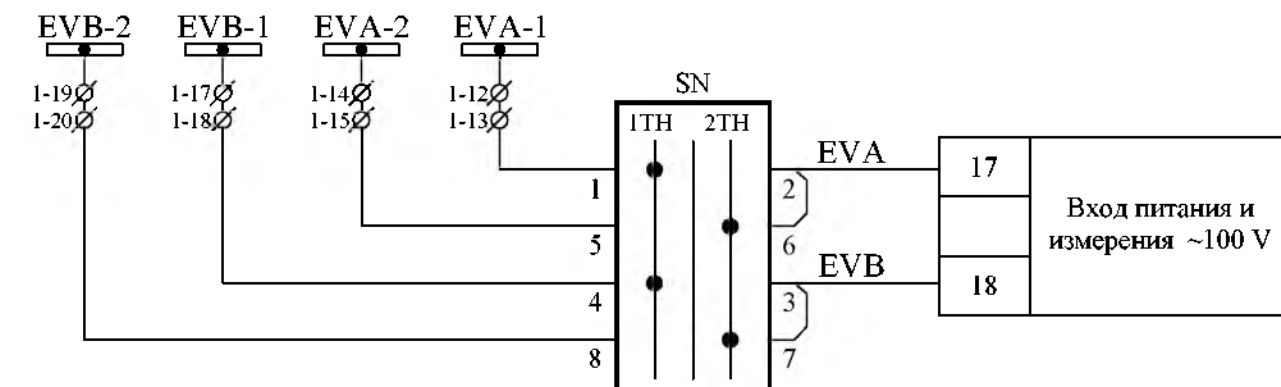 EVB-2 EVB-1 EVA-2 EVA-1
1-19 1-17 1-14 1-12
1-20 1-18 1-15 1-13
SN
1ТН 2ТН
EVA
1 2 17
5 6
Вход питания и
измерения ~100 V
EVB
4 3 18
8 7